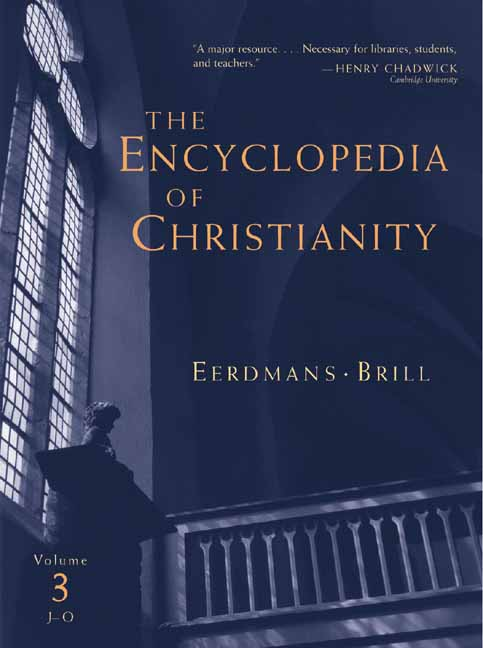 "A major resource. . . . Necessary for libraries, students,
and teachers."
—HENRY CHADWICK
Cambridge University
THE
ENCYCLOPEDIA
OF
CHRISTIANITY
EERDMANS · BRILL
Volume
3
J–O